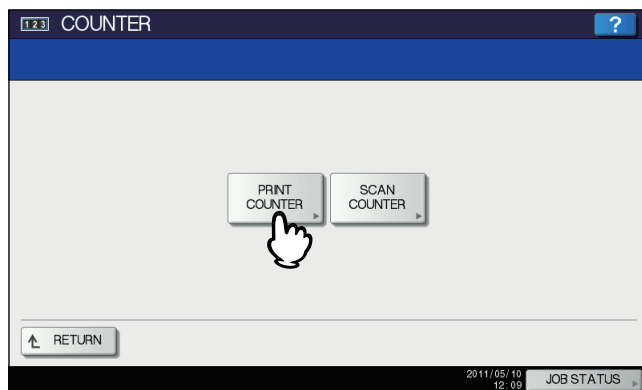 123 COUNTER
?
PRINT
COUNTER
SCAN
COUNTER
RETURN
2011/05/10
12:09
JOB STATUS